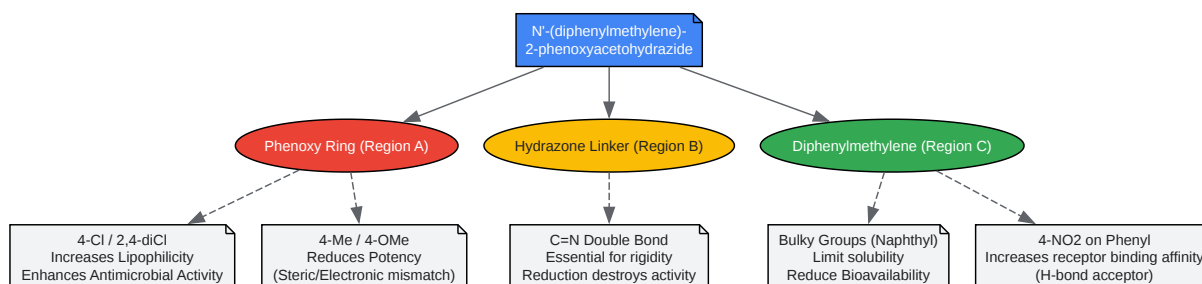 N'-(diphenylmethylene)-
2-phenoxyacetohydrazide
Phenoxy Ring (Region A)
Hydrazone Linker (Region B)
Diphenylmethylene (Region C)
4-Cl / 2,4-diCl
Increases Lipophilicity
Enhances Antimicrobial Activity
4-Me / 4-OMe
Reduces Potency
(Steric/Electronic mismatch)
C=N Double Bond
Essential for rigidity
Reduction destroys activity
Bulky Groups (Naphthyl)
Limit solubility
Reduce Bioavailability
4-NO2 on Phenyl
Increases receptor binding affinity
(H-bond acceptor)